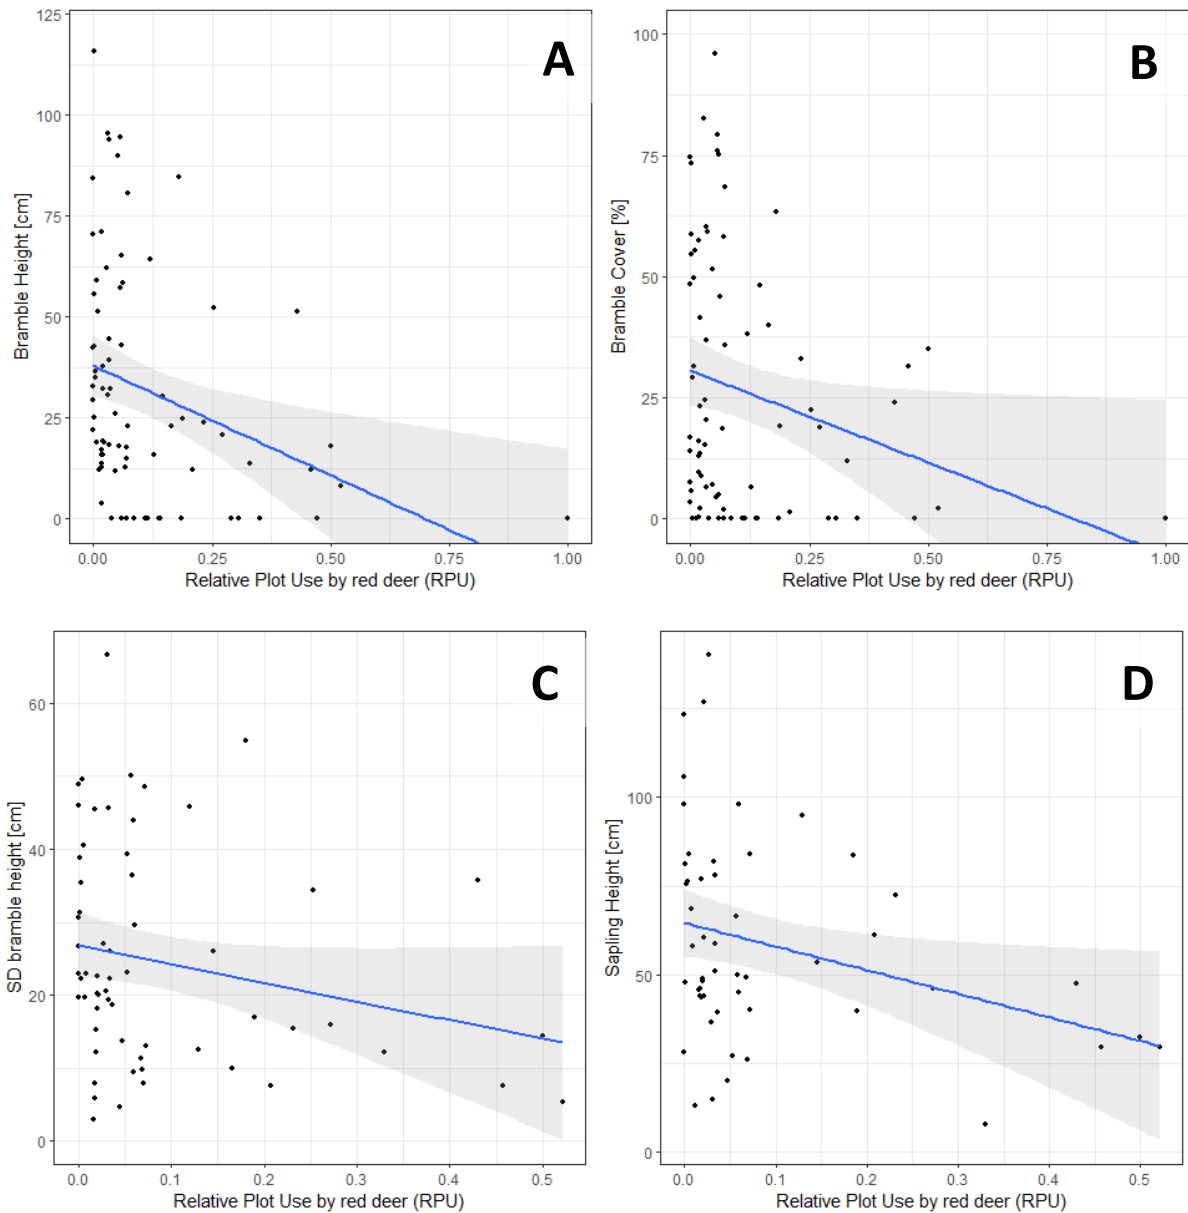 A
125
100
75
50
25
0
Bramble Height [cm]
0.00 0.25 0.50 0.75 1.00
Relative Plot Use by red deer (RPU)
B
100
75
50
25
0
Bramble Cover [%]
0.00 0.25 0.50 0.75 1.00
Relative Plot Use by red deer (RPU)
C
60
40
20
0
SD bramble height [cm]
0.0 0.1 0.2 0.3 0.4 0.5
Relative Plot Use by red deer (RPU)
D
100
50
0
Sapling Height [cm]
0.0 0.1 0.2 0.3 0.4 0.5
Relative Plot Use by red deer (RPU)